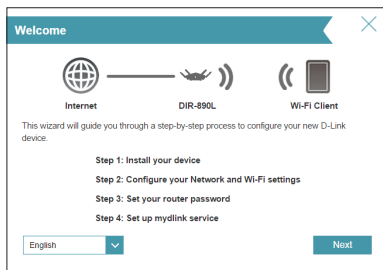 Welcome
Internet
DIR-890L
Wi-Fi Client
This wizard will guide you through a step-by-step process to configure your new D-Link
device.
Step 1: Install your device
Step 2: Configure your Network and Wi-Fi settings
Step 3: Set your router password
Step 4: Set up mydlink service
English
Next